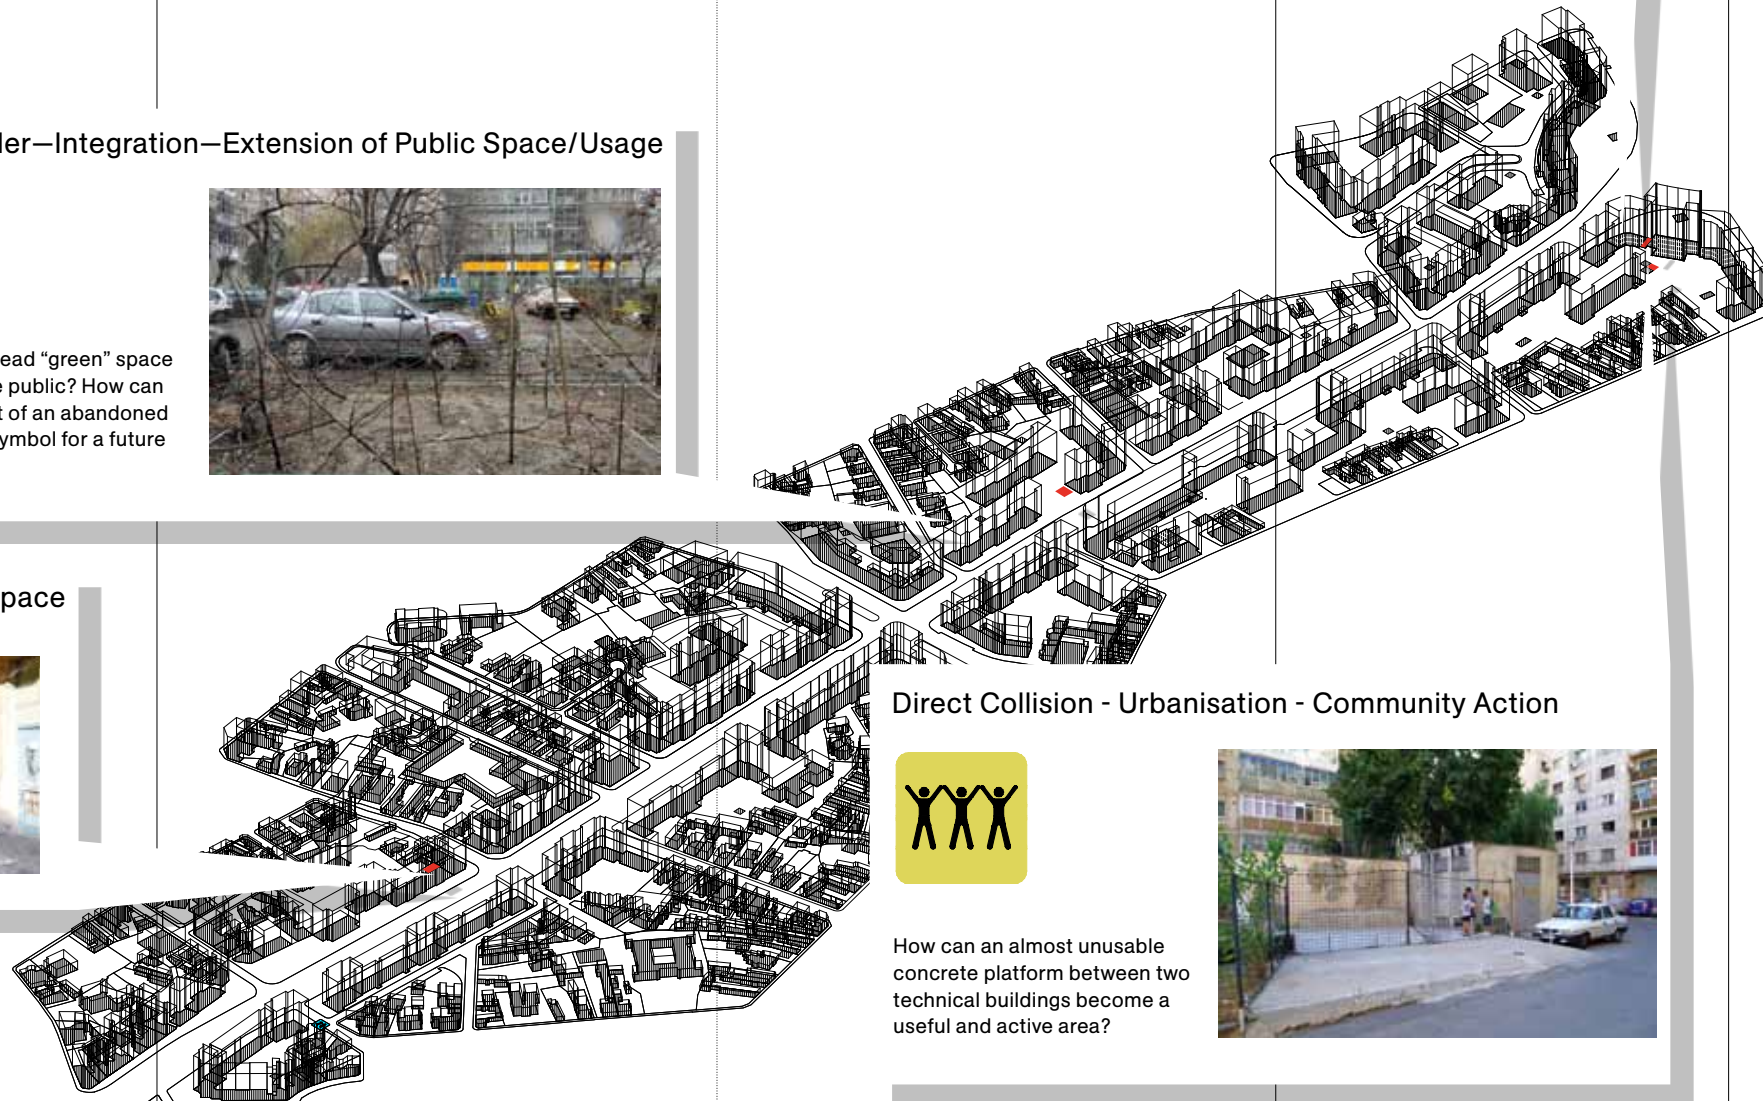 ler—Integration—Extension of Public Space/Usage
ead “green” space
public? How can
of an abandoned
ymbol for a future
pace
Direct Collision - Urbanisation - Community Action
How can an almost unusable
concrete platform between two
technical buildings become a
useful and active area?